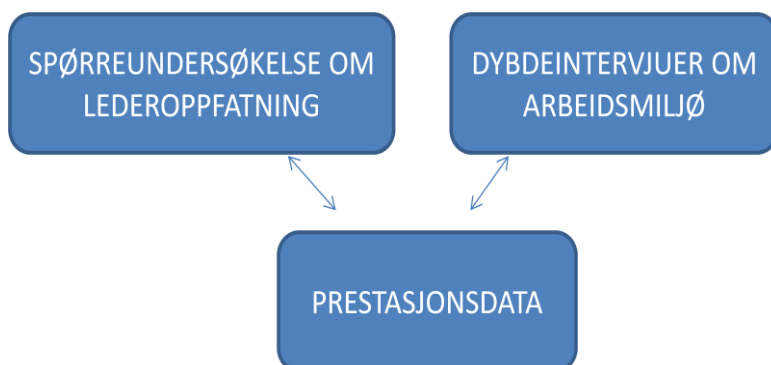 SPØRREUNDERSØKELSE OM
LEDEROPPFATNING
DYBDEINTERVJUER OM
ARBEIDSMILJØ
PRESTASJONSDATA